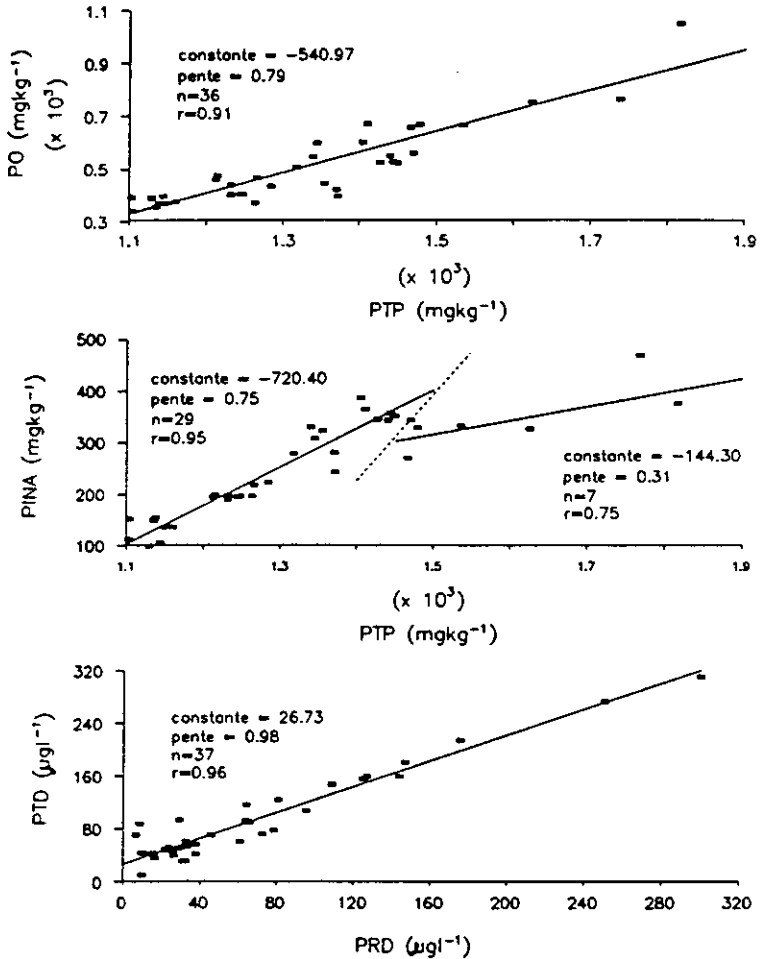 1.1
0.9
0.7
0.5
0.3
PO (mgkg⁻¹)
(x 10³)
constante = −540.97
pente = 0.79
n=36
r=0.91
1.1
1.3
1.5
1.7
1.9
(x 10³)
PTP (mgkg⁻¹)
500
400
300
200
100
PINA (mgkg⁻¹)
constante = −720.40
pente = 0.75
n=29
r=0.95
constante = −144.30
pente = 0.31
n=7
r=0.75
1.1
1.3
1.5
1.7
1.9
(x 10³)
PTP (mgkg⁻¹)
320
240
160
80
0
PTD (µgl⁻¹)
constante = 26.73
pente = 0.98
n=37
r=0.96
0
40
80
120
160
200
240
280
320
PRD (µgl⁻¹)